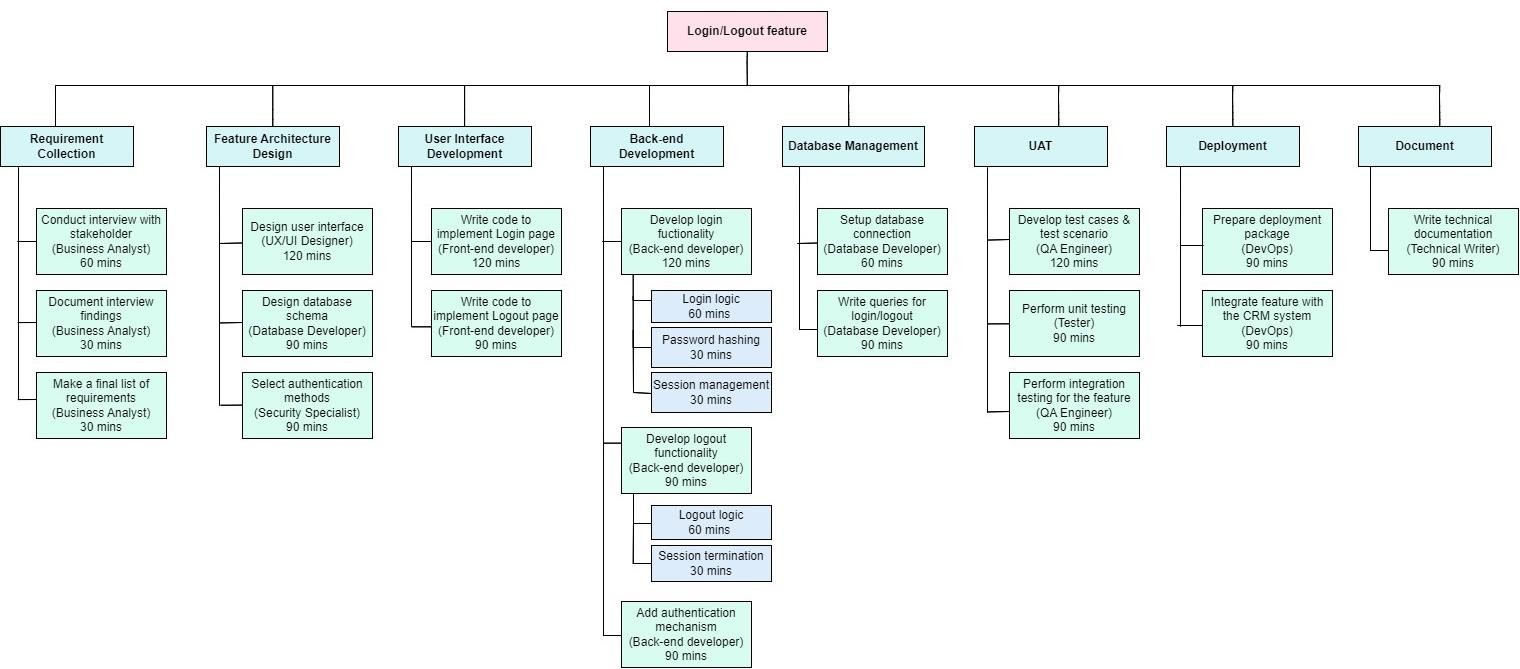 Login/Logout feature
Requirement
Collection
Conduct interview with
stakeholder
(Business Analyst)
60 mins
Document interview
findings
(Business Analyst)
30 mins
Make a final list of
requirements
(Business Analyst)
30 mins
Feature Architecture
Design
Design user interface
(UX/UI Designer)
120 mins
Design database
schema
(Database Developer)
90 mins
Select authentication
methods
(Security Specialist)
90 mins
User Interface
Development
Write code to
implement Login page
(Front-end developer)
120 mins
Write code to
implement Logout page
(Front-end developer)
90 mins
Back-end
Development
Develop login
fuctionality
(Back-end developer)
120 mins
Login logic
60 mins
Password hashing
30 mins
Session management
30 mins
Develop logout
functionality
(Back-end developer)
90 mins
Logout logic
60 mins
Session termination
30 mins
Add authentication
mechanism
(Back-end developer)
90 mins
Database Management
Setup database
connection
(Database Developer)
60 mins
Write queries for
login/logout
(Database Developer)
90 mins
UAT
Develop test cases &
test scenario
(QA Engineer)
120 mins
Perform unit testing
(Tester)
90 mins
Perform integration
testing for the feature
(QA Engineer)
90 mins
Deployment
Prepare deployment
package
(DevOps)
90 mins
Integrate feature with
the CRM system
(DevOps)
90 mins
Document
Write technical
documentation
(Technical Writer)
90 mins